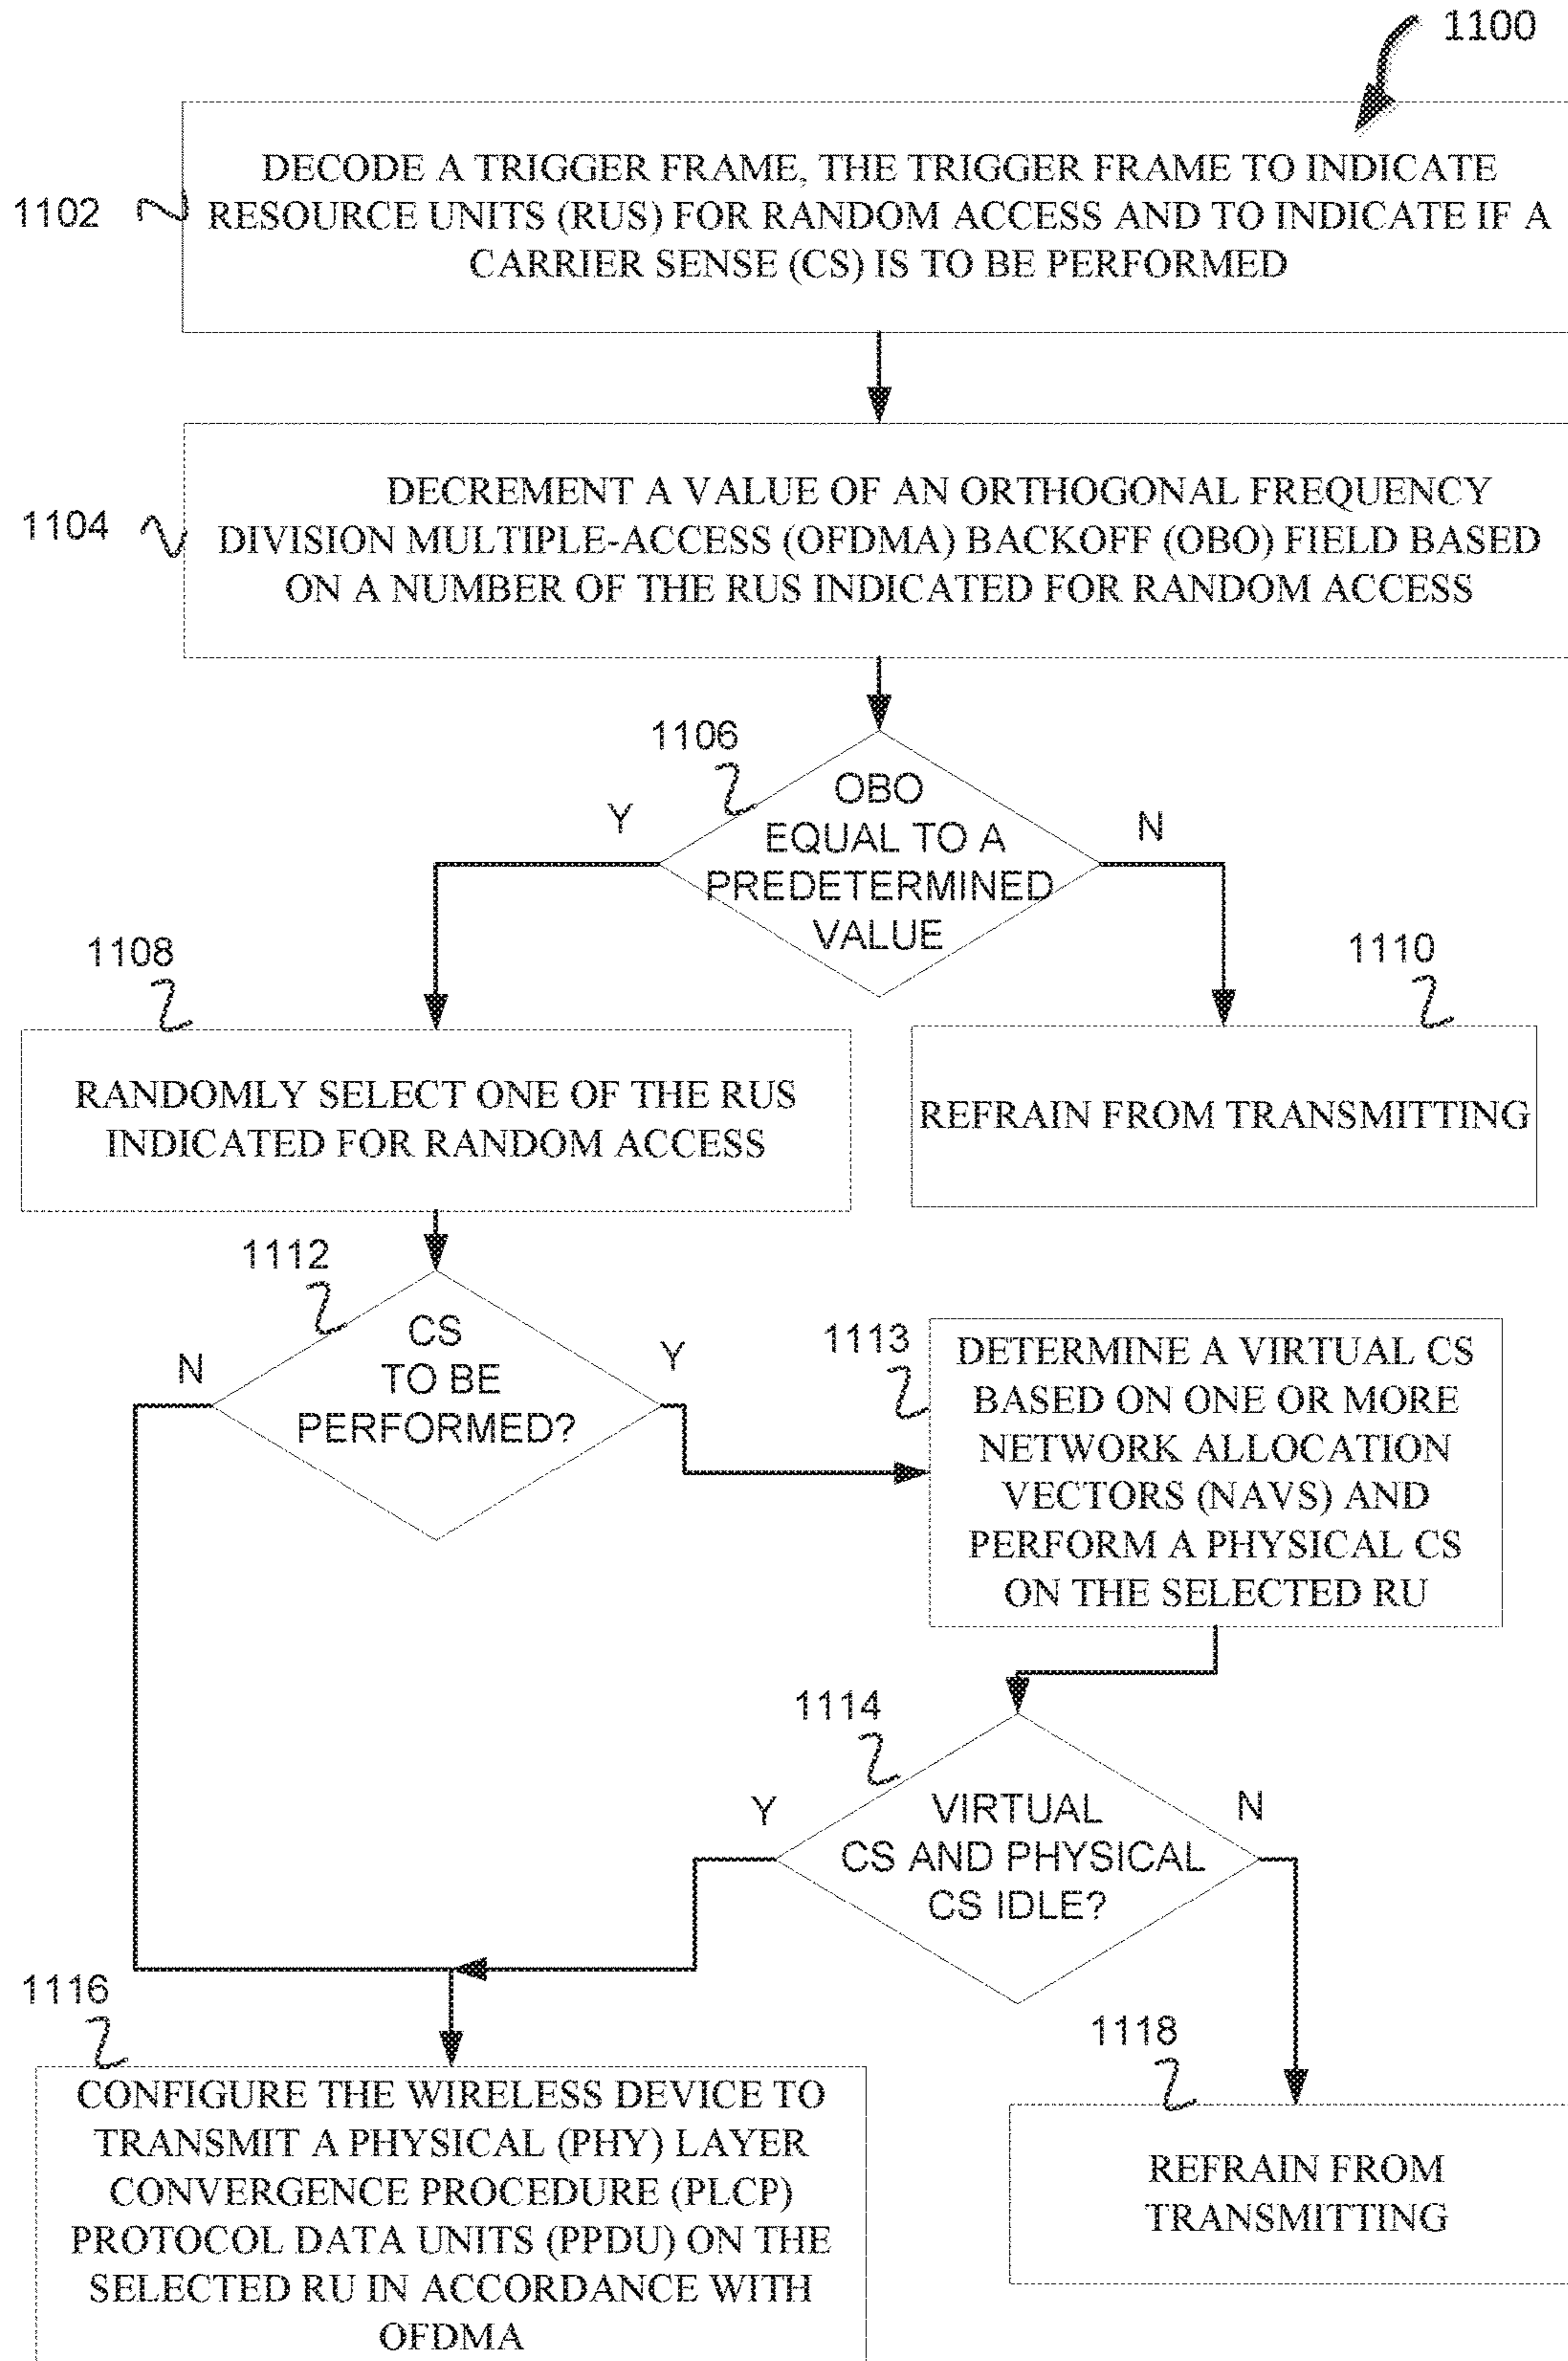 1100
DECODE A TRIGGER FRAME, THE TRIGGER FRAME TO INDICATE
1102
RESOURCE UNITS (RUS) FOR RANDOM ACCESS AND TO INDICATE IF A
CARRIER SENSE (CS) IS TO BE PERFORMED
DECREMENT A VALUE OF AN ORTHOGONAL FREQUENCY
1104
DIVISION MULTIPLE-ACCESS (OFDMA) BACKOFF (OBO) FIELD BASED
ON A NUMBER OF THE RUS INDICATED FOR RANDOM ACCESS
1106
OBO
EQUAL TO A
PREDETERMINED
VALUE
Y
N
1108
RANDOMLY SELECT ONE OF THE RUS
INDICATED FOR RANDOM ACCESS
1110
REFRAIN FROM TRANSMITTING
1112
CS
TO BE
PERFORMED?
N
Y
1113
DETERMINE A VIRTUAL CS
BASED ON ONE OR MORE
NETWORK ALLOCATION
VECTORS (NAVS) AND
PERFORM A PHYSICAL CS
ON THE SELECTED RU
1114
VIRTUAL
CS AND PHYSICAL
CS IDLE?
Y
N
1116
CONFIGURE THE WIRELESS DEVICE TO
TRANSMIT A PHYSICAL (PHY) LAYER
CONVERGENCE PROCEDURE (PLCP)
PROTOCOL DATA UNITS (PPDU) ON THE
SELECTED RU IN ACCORDANCE WITH
OFDMA
1118
REFRAIN FROM
TRANSMITTING